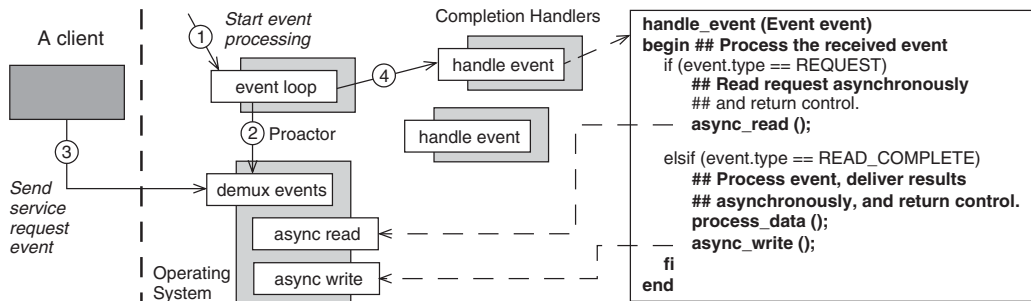 A client
3
Send
service
request
event
1
Start event
processing
event loop
2
Proactor
demux events
async read
async write
Operating
System
4
Completion Handlers
handle event
handle event
handle_event (Event event)
begin ## Process the received event
if (event.type == REQUEST)
## Read request asynchronously
## and return control.
async_read ();
elsif (event.type == READ_COMPLETE)
## Process event, deliver results
## asynchronously, and return control.
process_data ();
async_write ();
fi
end